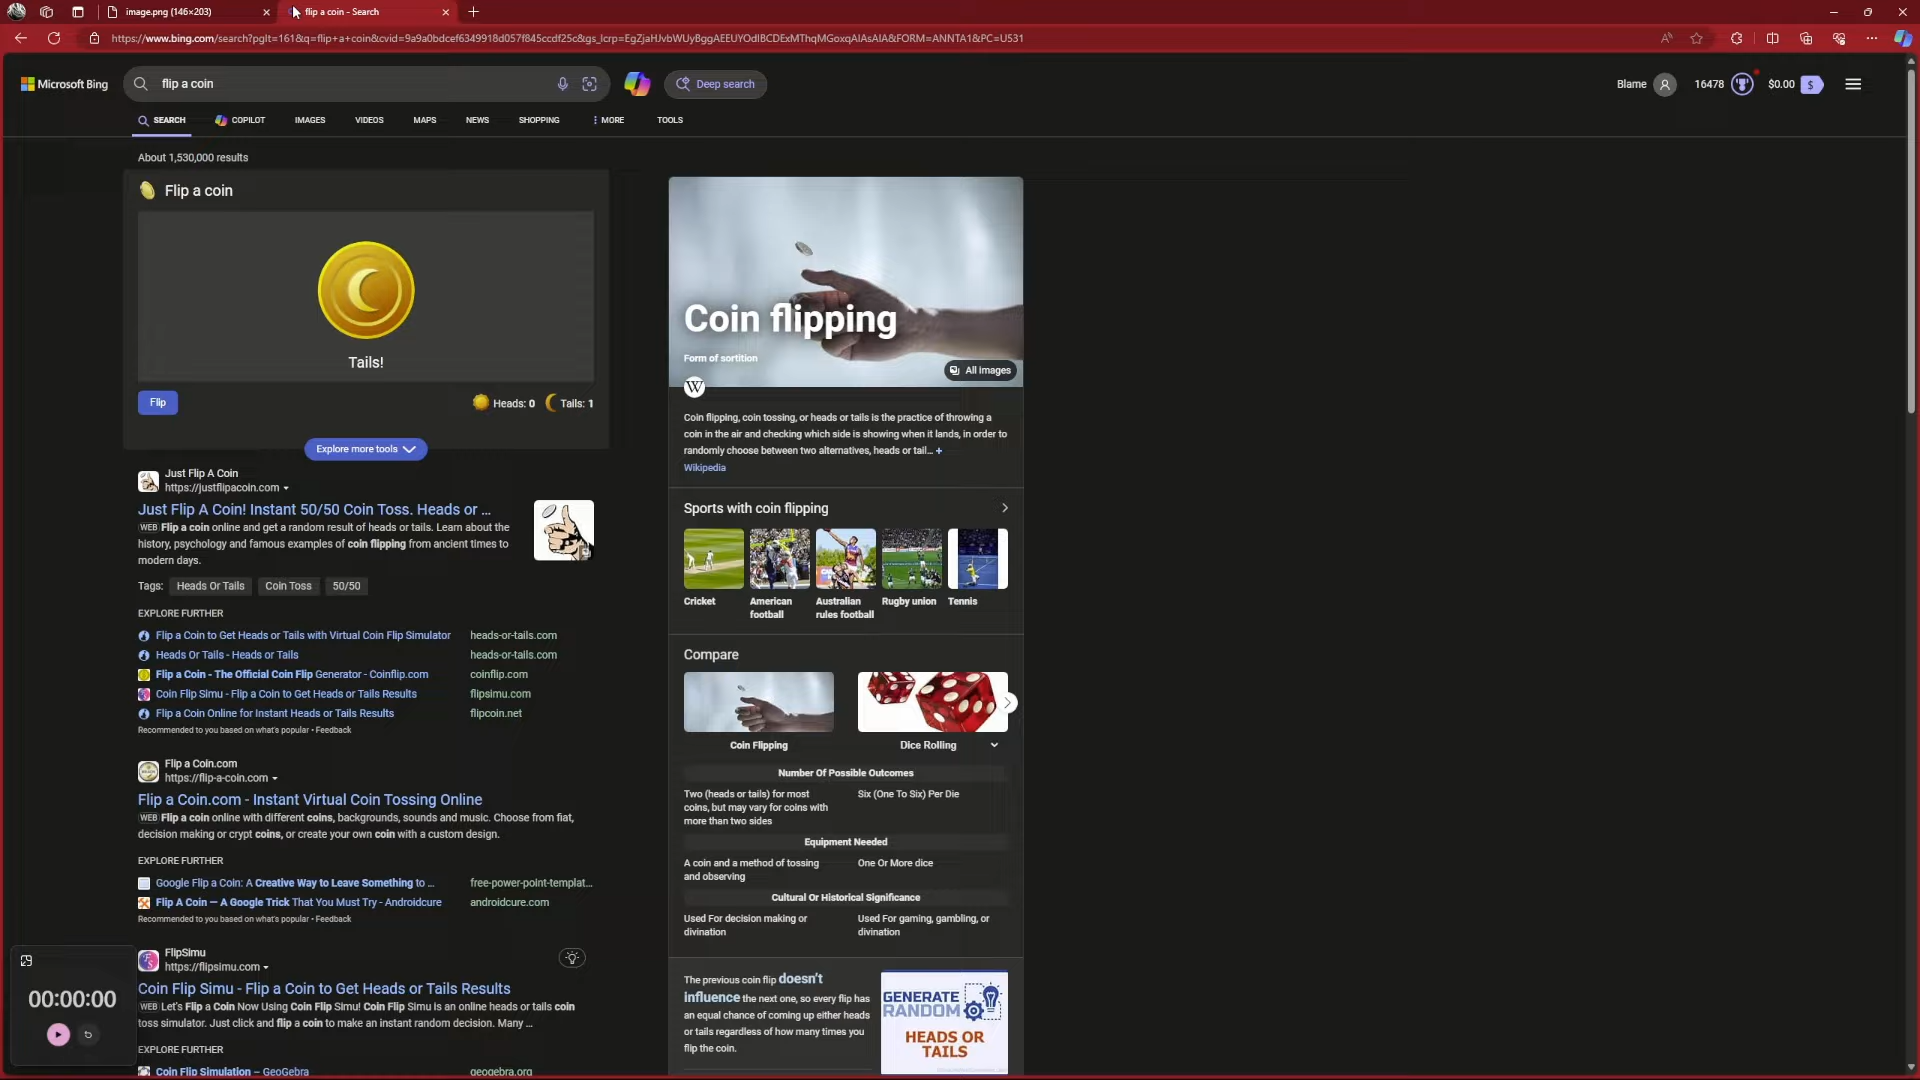 image.png (146×203)
flip a coin - Search
https://www.bing.com/search?pglt=161&q=flip+a+coin&cvid=9a9a0bdcef6349918d057f845ccdf25c&gs_lcrp=EgZjaHJvbWUyBggAEEUYOdIBCDExMThqMGoxqAIAsAIA&FORM=ANNTA1&PC=U531
Microsoft Bing
flip a coin
Deep search
Blame
16478
$0.00
$
SEARCH
COPILOT
IMAGES
VIDEOS
MAPS
NEWS
SHOPPING
MORE
TOOLS
About 1,530,000 results
Flip a coin
Tails!
Flip
Heads: 0
Tails: 1
Explore more tools
Just Flip A Coin
https://justflipacoin.com
Just Flip A Coin! Instant 50/50 Coin Toss. Heads or ...
WEB Flip a coin online and get a random result of heads or tails. Learn about the
history, psychology and famous examples of coin flipping from ancient times to
modern days.
Tags: Heads Or Tails Coin Toss 50/50
EXPLORE FURTHER
Flip a Coin to Get Heads or Tails with Virtual Coin Flip Simulator heads-or-tails.com
Heads Or Tails - Heads or Tails heads-or-tails.com
Flip a Coin - The Official Coin Flip Generator - Coinflip.com coinflip.com
Coin Flip Simu - Flip a Coin to Get Heads or Tails Results flipsimu.com
Flip a Coin Online for Instant Heads or Tails Results flipcoin.net
Recommended to you based on what's popular • Feedback
Flip a Coin.com
https://flip-a-coin.com
Flip a Coin.com - Instant Virtual Coin Tossing Online
WEB Flip a coin online with different coins, backgrounds, sounds and music. Choose from fiat,
decision making or crypt coins, or create your own coin with a custom design.
EXPLORE FURTHER
Google Flip a Coin: A Creative Way to Leave Something to ... free-power-point-templat...
Flip A Coin — A Google Trick That You Must Try - Androidcure androidcure.com
Recommended to you based on what's popular • Feedback
FlipSimu
https://flipsimu.com
Coin Flip Simu - Flip a Coin to Get Heads or Tails Results
WEB Let's Flip a Coin Now Using Coin Flip Simu! Coin Flip Simu is an online heads or tails coin
toss simulator. Just click and flip a coin to make an instant random decision. Many ...
EXPLORE FURTHER
Coin Flip Simulation – GeoGebra geogebra.org
00:00:00
Coin flipping
Form of sortition
All images
W
Coin flipping, coin tossing, or heads or tails is the practice of throwing a
coin in the air and checking which side is showing when it lands, in order to
randomly choose between two alternatives, heads or tail... +
Wikipedia
Sports with coin flipping
Cricket
American
football
Australian
rules football
Rugby union
Tennis
Compare
Coin Flipping
Dice Rolling
Number Of Possible Outcomes
Two (heads or tails) for most
coins, but may vary for coins with
more than two sides
Six (One To Six) Per Die
Equipment Needed
A coin and a method of tossing
and observing
One Or More dice
Cultural Or Historical Significance
Used For decision making or
divination
Used For gaming, gambling, or
divination
The previous coin flip doesn't
influence the next one, so every flip has
an equal chance of coming up either heads
or tails regardless of how many times you
flip the coin.
GENERATE
RANDOM
HEADS OR
TAILS